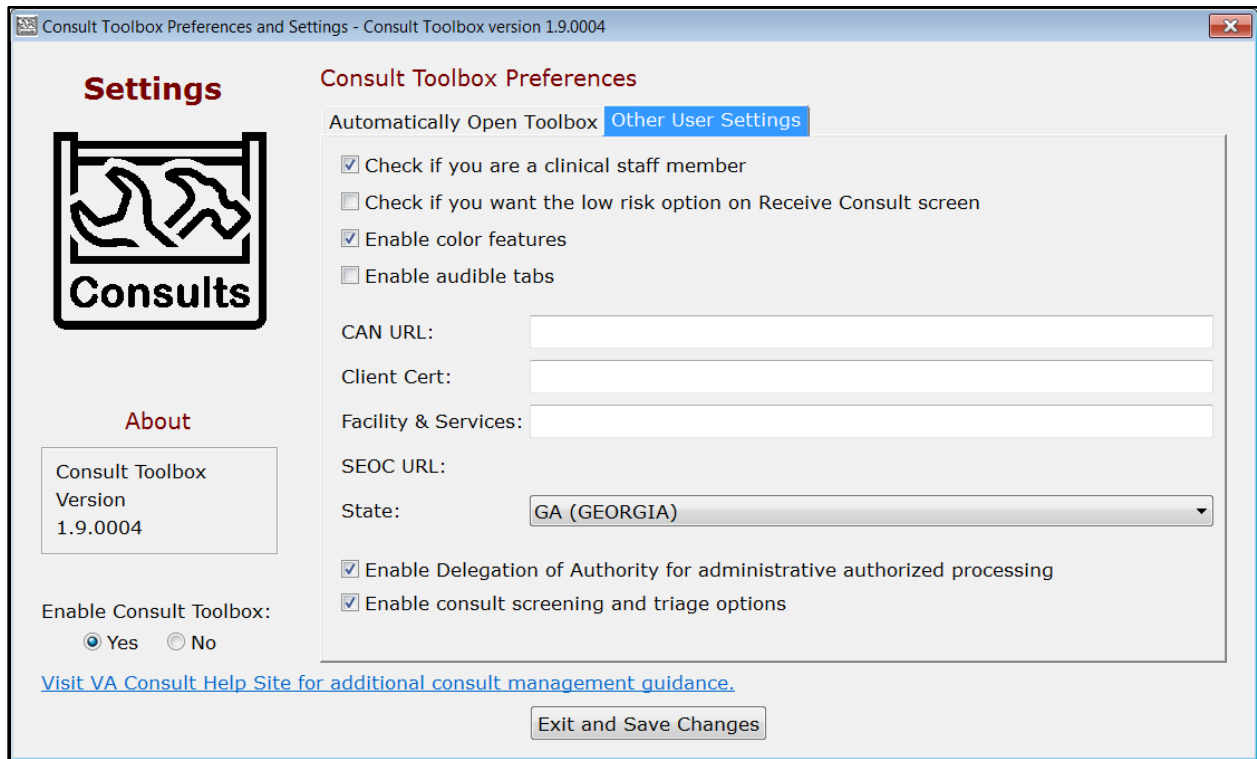 Consult Toolbox Preferences and Settings - Consult Toolbox version 1.9.0004
Settings
Consults
About
Consult Toolbox
Version
1.9.0004
Enable Consult Toolbox:
Yes No
Consult Toolbox Preferences
Automatically Open Toolbox Other User Settings
Check if you are a clinical staff member
Check if you want the low risk option on Receive Consult screen
Enable color features
Enable audible tabs
CAN URL:
Client Cert:
Facility & Services:
SEOC URL:
State: GA (GEORGIA)
Enable Delegation of Authority for administrative authorized processing
Enable consult screening and triage options
Visit VA Consult Help Site for additional consult management guidance.
Exit and Save Changes